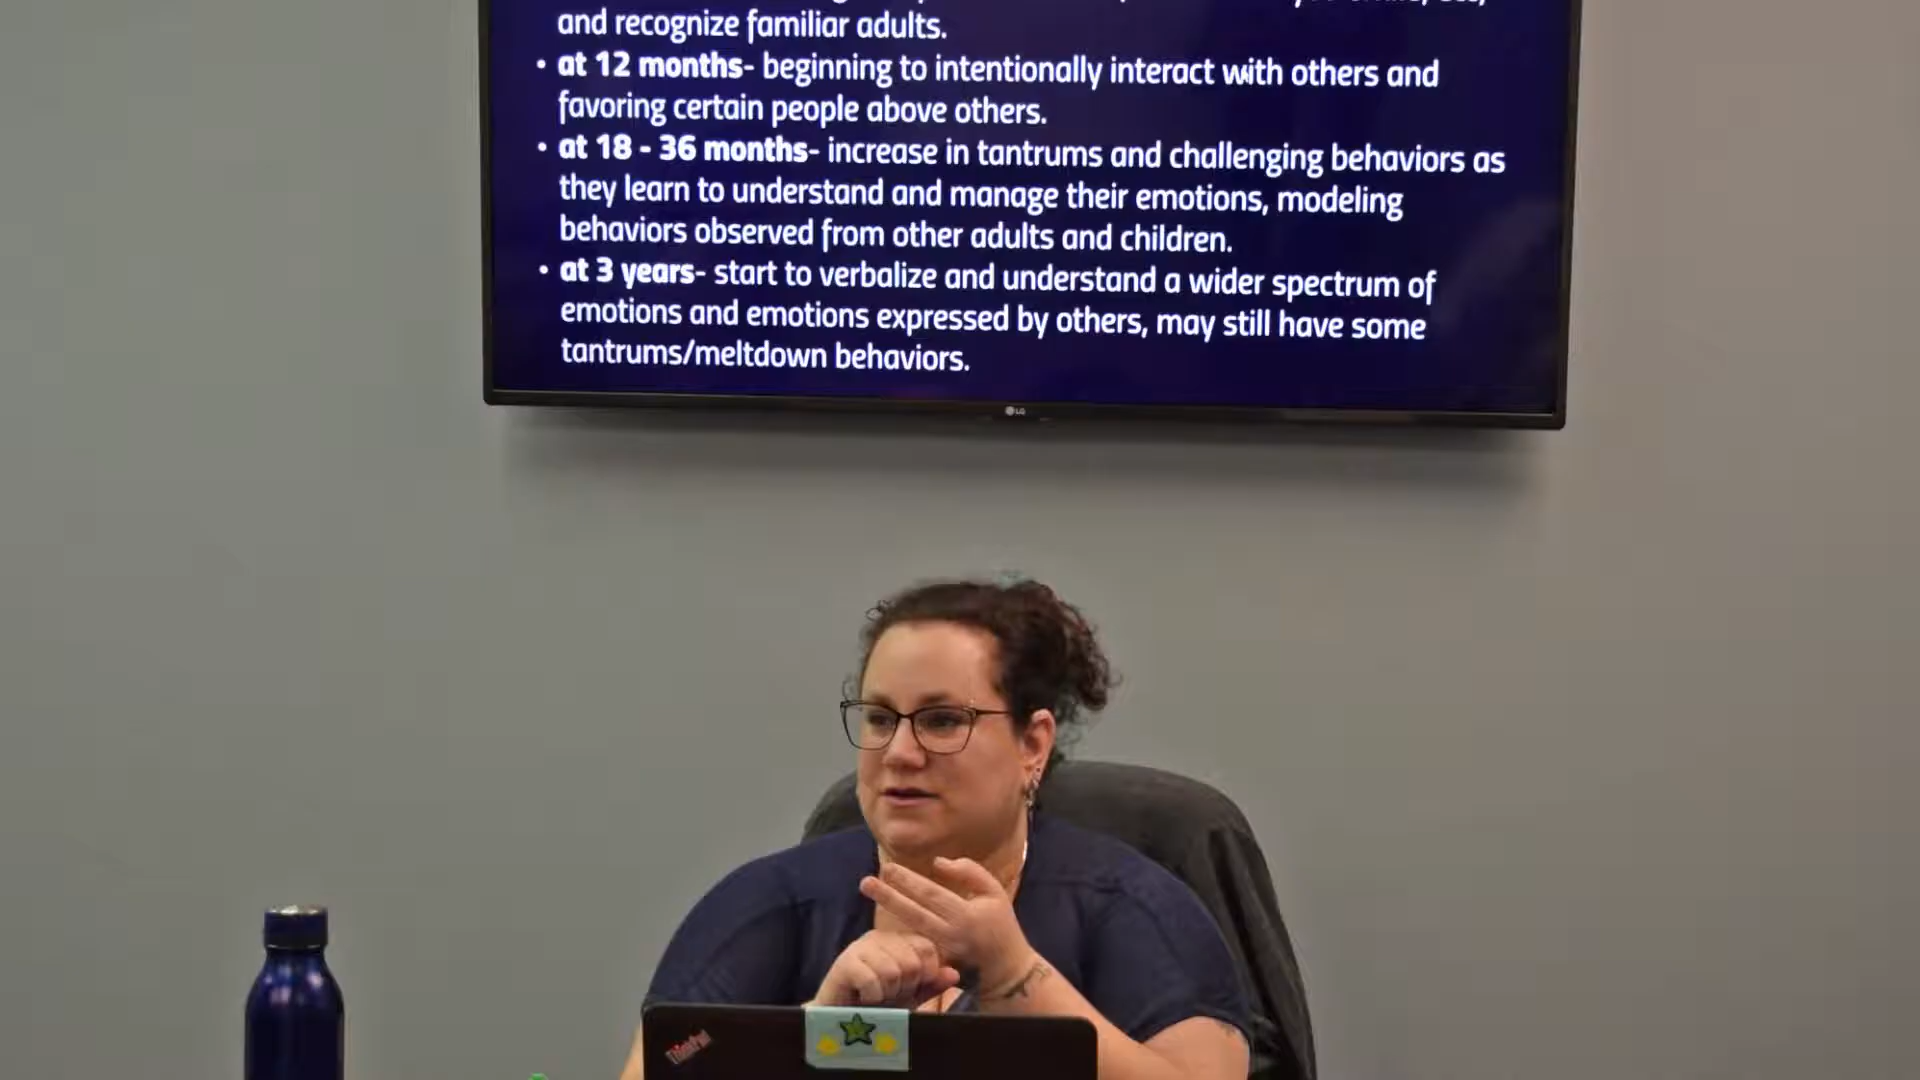 and recognize familiar adults.
• at 12 months- beginning to intentionally interact with others and
favoring certain people above others.
• at 18 - 36 months- increase in tantrums and challenging behaviors as
they learn to understand and manage their emotions, modeling
behaviors observed from other adults and children.
• at 3 years- start to verbalize and understand a wider spectrum of
emotions and emotions expressed by others, may still have some
tantrums/meltdown behaviors.
LG
ThinkPad